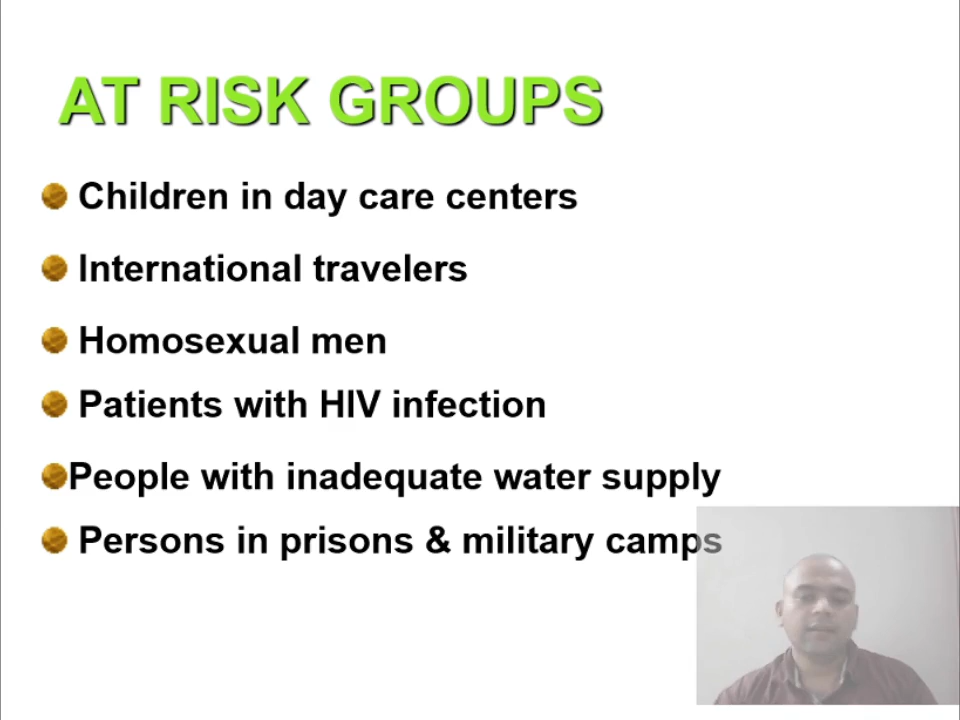 AT RISK GROUPS
Children in day care centers
International travelers
Homosexual men
Patients with HIV infection
People with inadequate water supply
Persons in prisons & military camps